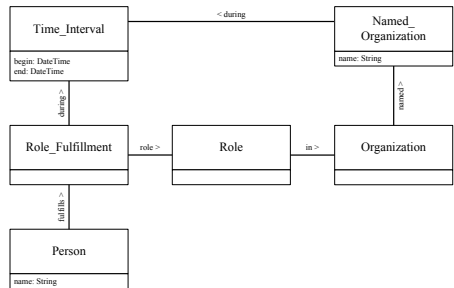 Time_Interval
begin: DateTime
end: DateTime
< during
Named_
Organization
name: String
during >
named >
Role_Fulfillment
role >
Role
in >
Organization
fulfills >
Person
name: String